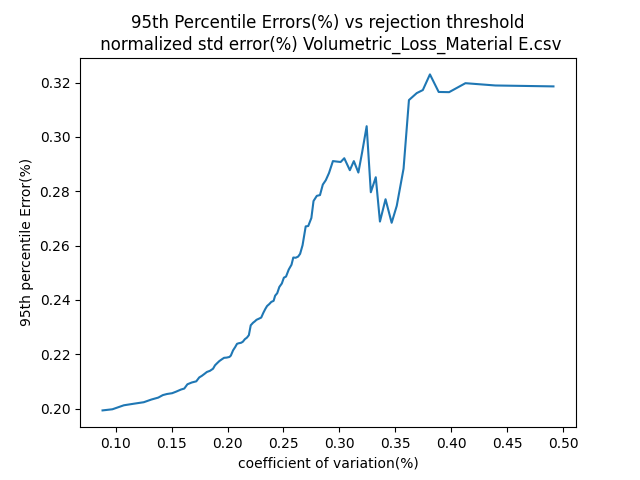 95th Percentile Errors(%) vs rejection threshold
normalized std error(%) Volumetric_Loss_Material E.csv
0.32
0.30
0.28
0.26
0.24
0.22
0.20
95th percentile Error(%)
0.10 0.15 0.20 0.25 0.30 0.35 0.40 0.45 0.50
coefficient of variation(%)